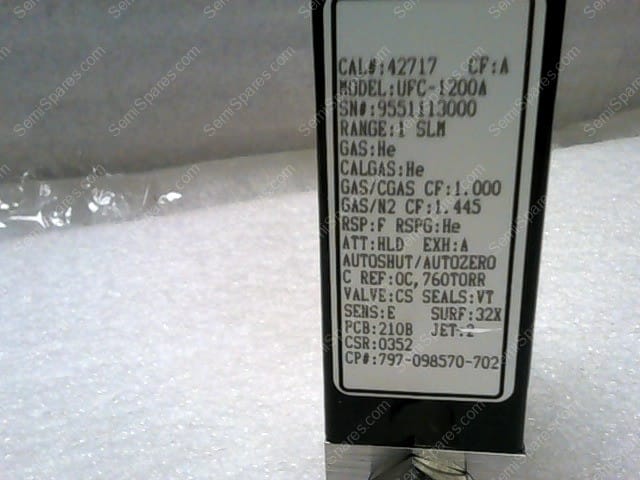 CAL#:42717 CF:A
MODEL:UFC-1200A
SN#:9551113000
RANGE:1 SLM
GAS:He
CALGAS:He
GAS/CGAS CF:1.000
GAS/N2 CF:1.445
RSP:F RSPG:He
ATT:HLD EXH:A
AUTOSHUT/AUTOZERO
C REF:0C,760TORR
VALVE:CS SEALS:VT
SENS:E SURF:32X
PCB:210B JET:2
CSR:0352
CP#:797-098570-702
SemiSpares.com